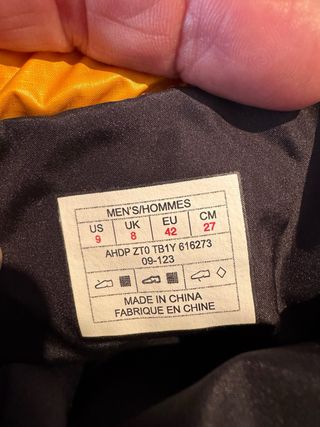 MEN'S/HOMMES
US UK EU CM
9 8 42 27
AHDP ZT0 TB1Y 616273
09-123
MADE IN CHINA
FABRIQUE EN CHINE